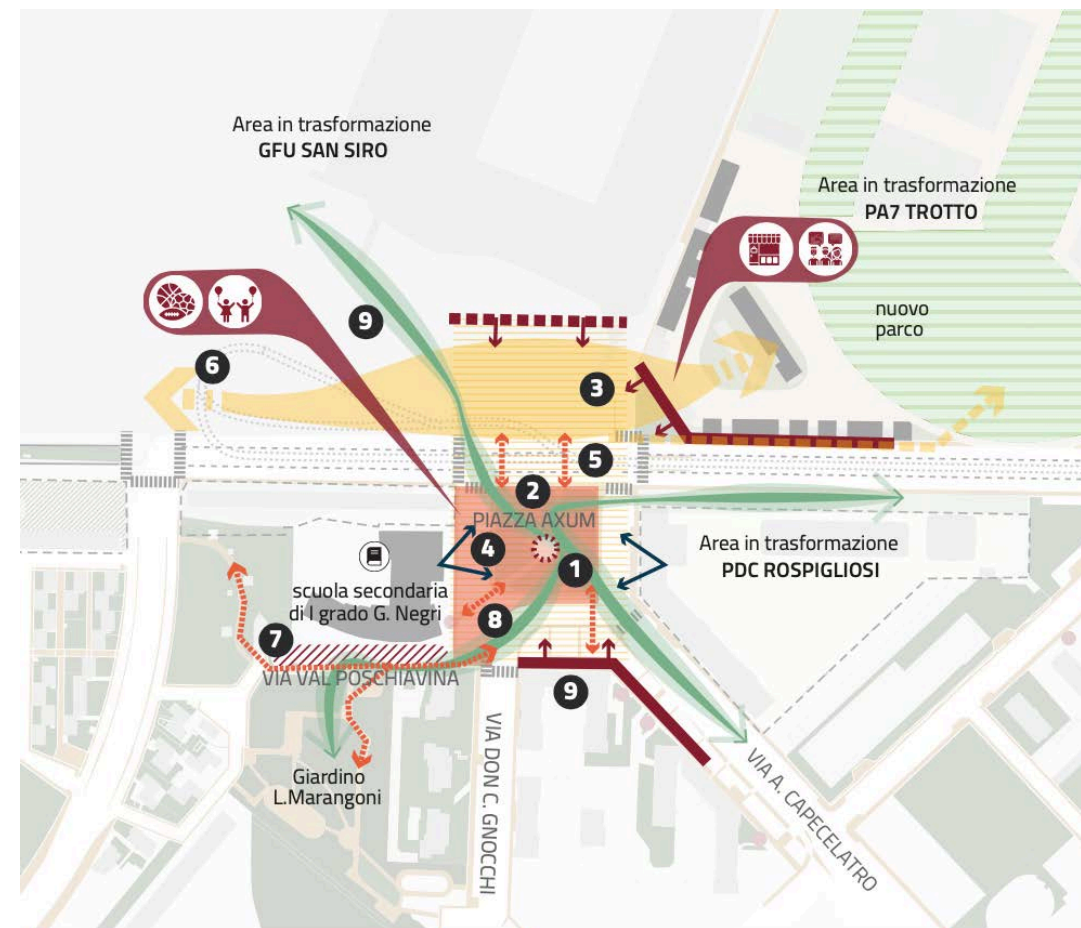 Area in trasformazione
GFU SAN SIRO
Area in trasformazione
PA7 TROTTO
nuovo
parco
9
6
3
5
2
PIAZZA AXUM
4
1
Area in trasformazione
PDC ROSPIGLIOSI
scuola secondaria
di I grado G. Negri
8
7
VIA VAL POSCHIAVINA
9
Giardino
L.Marangoni
VIA DON C. GNOCCHI
VIA A. CAPECELATRO